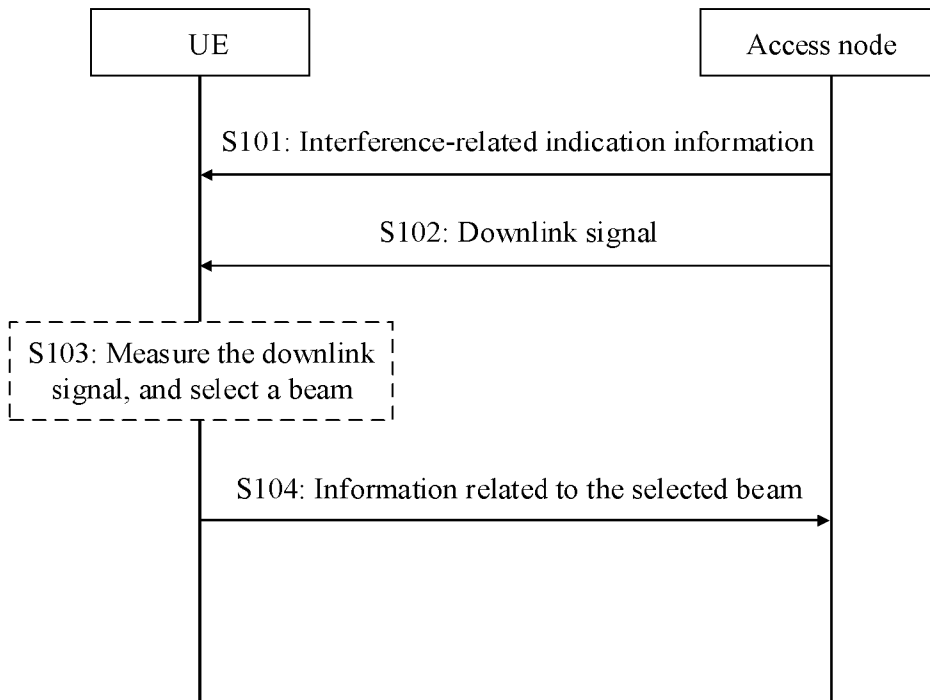 UE
Access node
S101: Interference-related indication information
S102: Downlink signal
S103: Measure the downlink
signal, and select a beam
S104: Information related to the selected beam